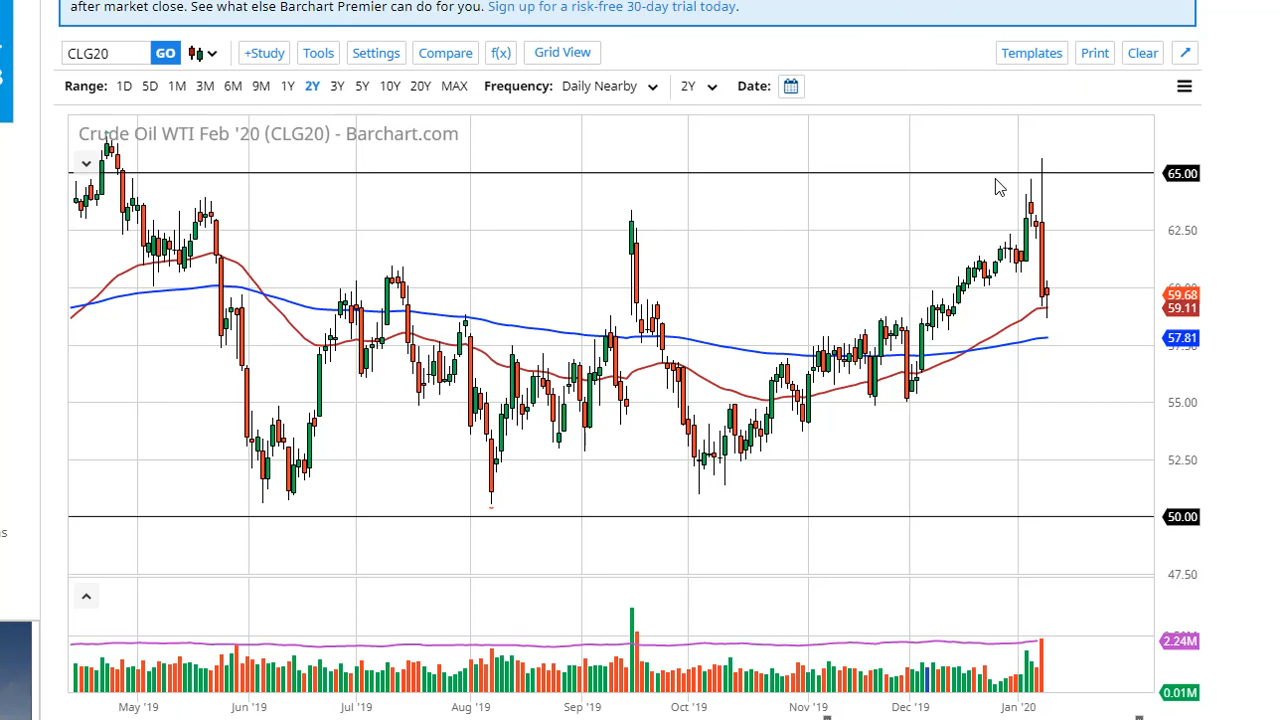 after market close. See what else Barchart Premier can do for you. Sign up for a risk-free 30-day trial today.
CLG20 GO +Study Tools Settings Compare f(x) Grid View Templates Print Clear
Range: 1D 5D 1M 3M 6M 9M 1Y 2Y 3Y 5Y 10Y 20Y MAX Frequency: Daily Nearby 2Y Date:
Crude Oil WTI Feb '20 (CLG20) - Barchart.com
65.00
62.50
59.68
59.11
57.81
55.00
52.50
50.00
47.50
2.24M
0.01M
May '19 Jun '19 Jul '19 Aug '19 Sep '19 Oct '19 Nov '19 Dec '19 Jan '20